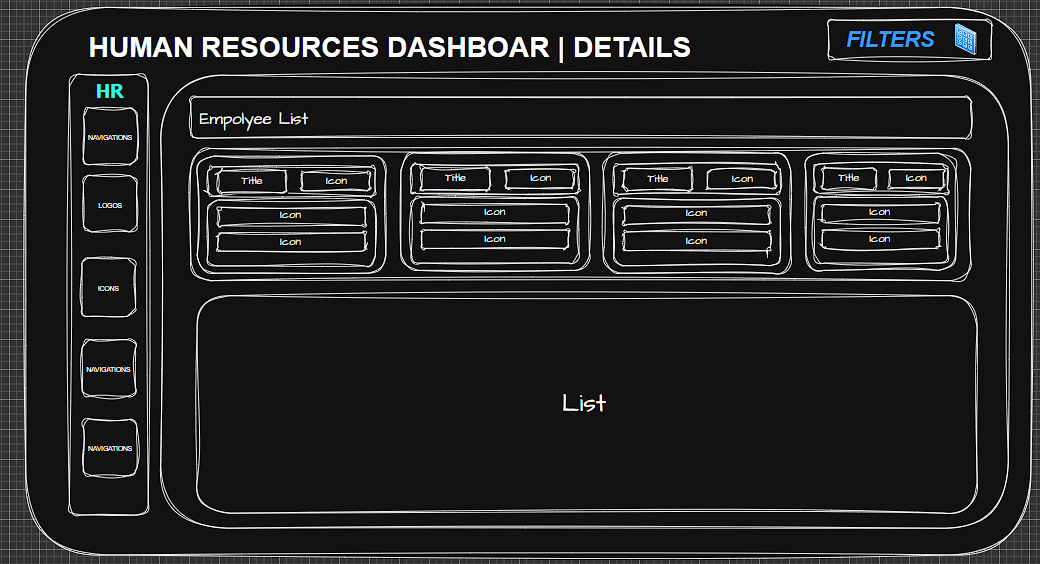 HUMAN RESOURCES DASHBOAR | DETAILS
FILTERS
HR
NAVIGATIONS
LOGOS
ICONS
NAVIGATIONS
NAVIGATIONS
Empolyee List
Title Icon
Icon
Icon
Title Icon
Icon
Icon
Title Icon
Icon
Icon
Title Icon
Icon
Icon
List